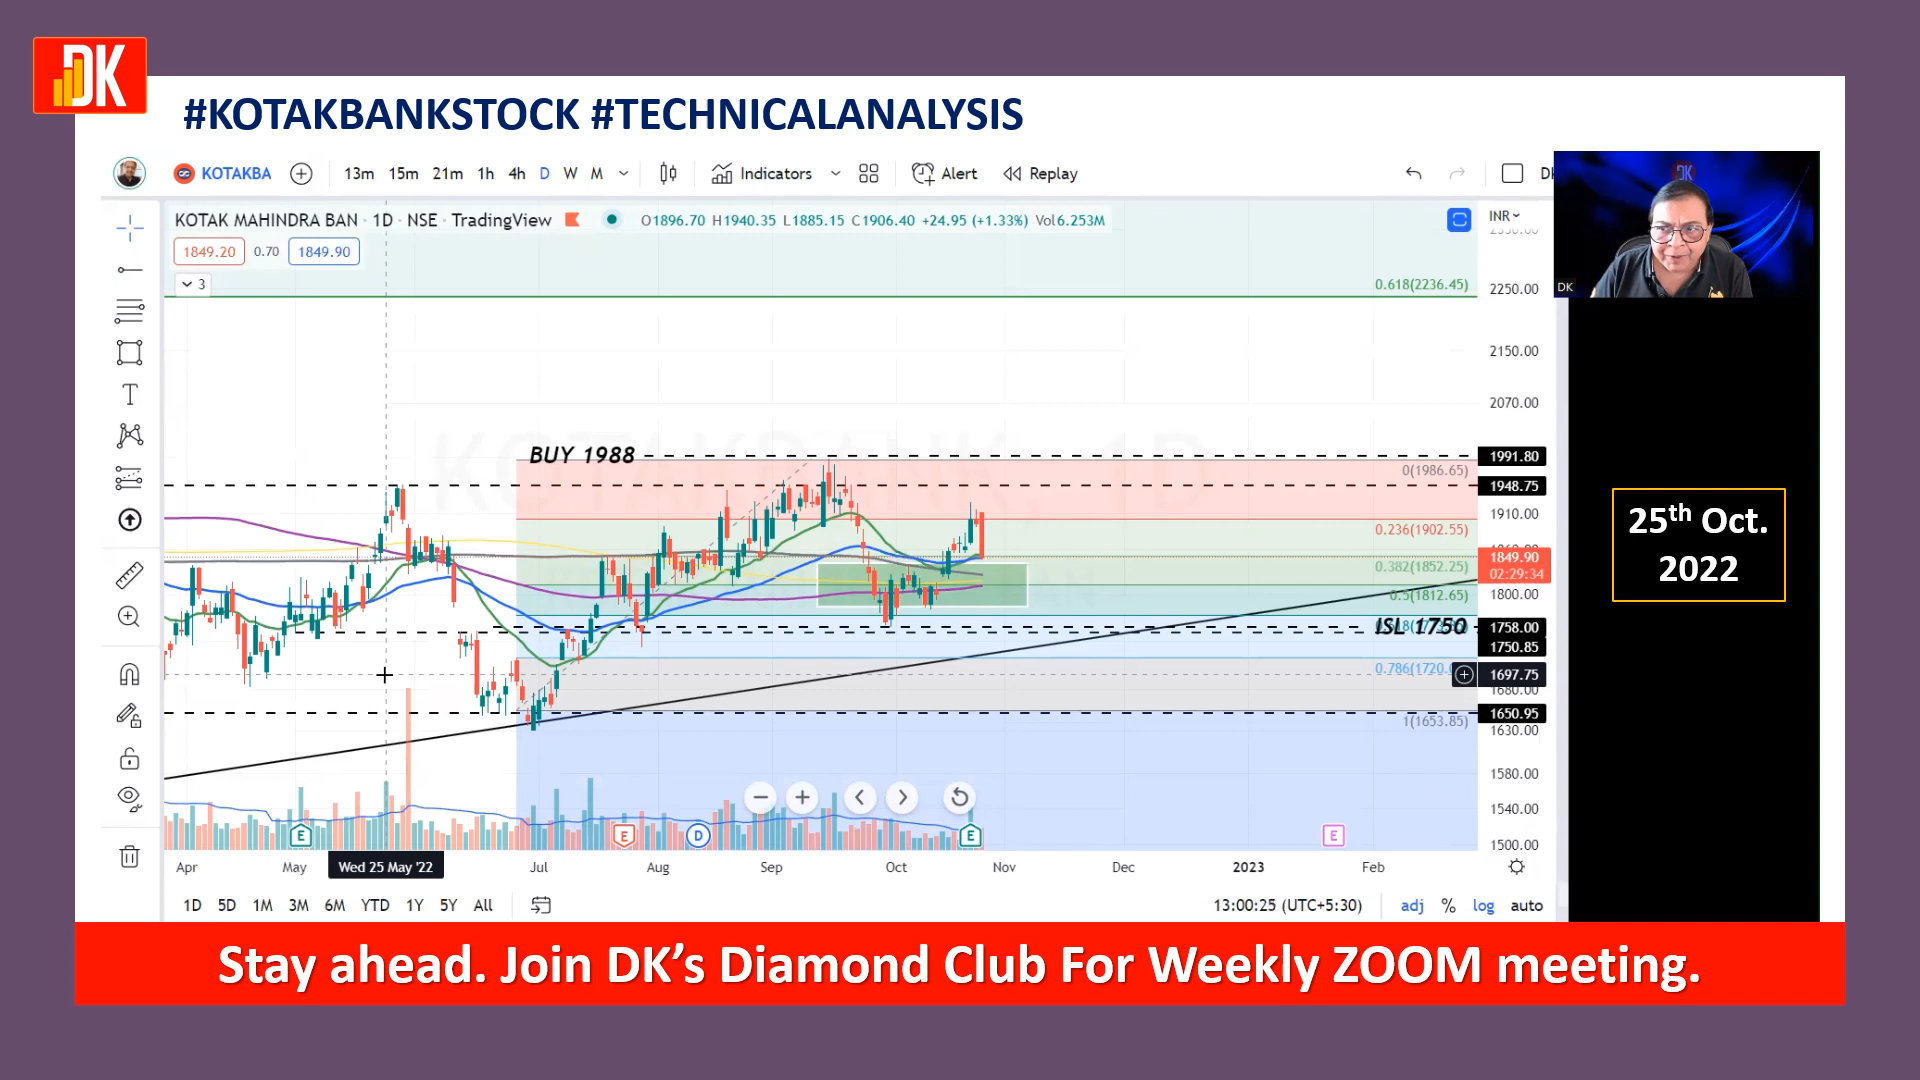 DK
#KOTAKBANKSTOCK #TECHNICALANALYSIS
KOTAKBA 13m 15m 21m 1h 4h D W M Indicators Alert Replay
KOTAK MAHINDRA BAN · 1D · NSE · TradingView O1896.70 H1940.35 L1885.15 C1906.40 +24.95 (+1.33%) Vol6.253M INR
1849.20 0.70 1849.90
3
0.618(2236.45)
2250.00
DK
2150.00
2070.00
KOTAKBANK, 1D
BUY 1988
1991.80
0(1986.65)
1948.75
1910.00
0.236(1902.55)
1849.90
0.382(1852.25)
02:29:34
1800.00
0.5(1812.65)
ISL 1750
1758.00
1750.85
0.786(1720.
1697.75
1680.00
1650.95
1(1653.85)
1630.00
1580.00
1540.00
1500.00
E E D E E
Apr May Wed 25 May '22 Jul Aug Sep Oct Nov Dec 2023 Feb
1D 5D 1M 3M 6M YTD 1Y 5Y All 13:00:25 (UTC+5:30) adj % log auto
25th Oct.
2022
Stay ahead. Join DK’s Diamond Club For Weekly ZOOM meeting.